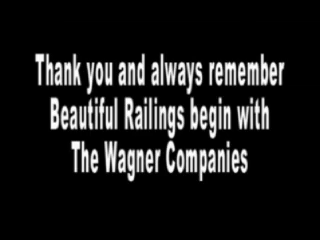 Thank you and always remember
Beautiful Railings begin with
The Wagner Companies